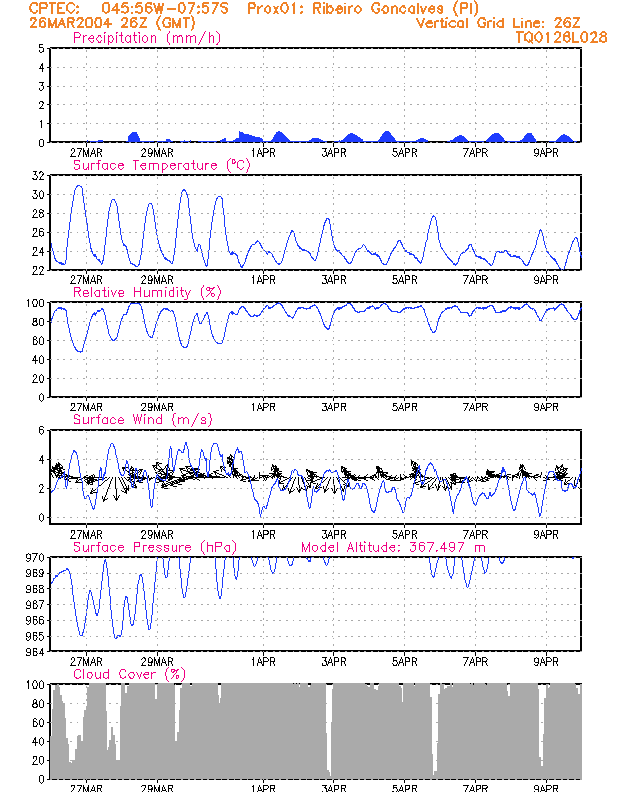 CPTEC: 045:56W-07:57S Prox01: Ribeiro Goncalves (PI)
26MAR2004 26Z (GMT) Vertical Grid Line: 26Z
Precipitation (mm/h) TQ0126L028
5
4
3
2
1
0
27MAR 29MAR 1APR 3APR 5APR 7APR 9APR
Surface Temperature (°C)
32
30
28
26
24
22
27MAR 29MAR 1APR 3APR 5APR 7APR 9APR
Relative Humidity (%)
100
80
60
40
20
0
27MAR 29MAR 1APR 3APR 5APR 7APR 9APR
Surface Wind (m/s)
6
4
2
0
27MAR 29MAR 1APR 3APR 5APR 7APR 9APR
Surface Pressure (hPa) Model Altitude: 367.497 m
970
969
968
967
966
965
964
27MAR 29MAR 1APR 3APR 5APR 7APR 9APR
Cloud Cover (%)
100
80
60
40
20
0
27MAR 29MAR 1APR 3APR 5APR 7APR 9APR